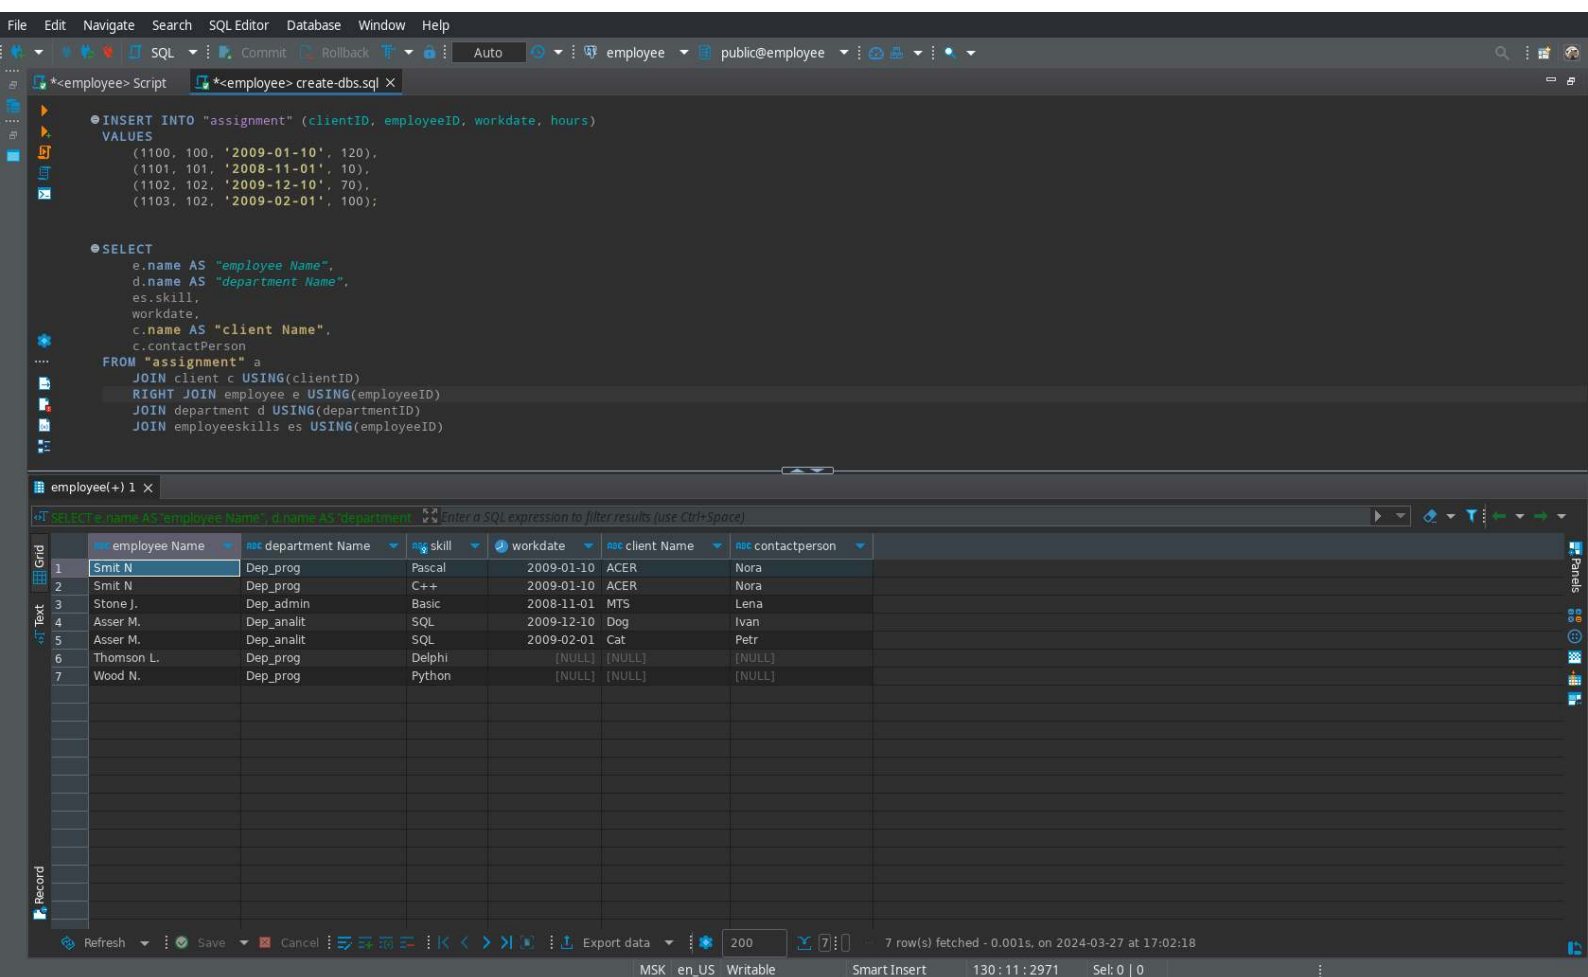 File Edit Navigate Search SQL Editor Database Window Help
SQL Commit Rollback Auto employee public@employee
*<employee> Script *<employee> create-dbs.sql
INSERT INTO "assignment" (clientID, employeeID, workdate, hours)
VALUES
(1100, 100, '2009-01-10', 120),
(1101, 101, '2008-11-01', 10),
(1102, 102, '2009-12-10', 70),
(1103, 102, '2009-02-01', 100);
SELECT
e.name AS "employee Name",
d.name AS "department Name",
es.skill,
workdate,
c.name AS "client Name",
c.contactPerson
FROM "assignment" a
JOIN client c USING(clientID)
RIGHT JOIN employee e USING(employeeID)
JOIN department d USING(departmentID)
JOIN employeeskills es USING(employeeID)
employee(+) 1
SELECT e.name AS "employee Name", d.name AS "department Enter a SQL expression to filter results (use Ctrl+Space)
Grid
Text
Record
Panels
employee Name ABC department Name ABC skill workdate ABC client Name ABC contactperson
1 Smit N Dep_prog Pascal 2009-01-10 ACER Nora
2 Smit N Dep_prog C++ 2009-01-10 ACER Nora
3 Stone J. Dep_admin Basic 2008-11-01 MTS Lena
4 Asser M. Dep_analit SQL 2009-12-10 Dog Ivan
5 Asser M. Dep_analit SQL 2009-02-01 Cat Petr
6 Thomson L. Dep_prog Delphi [NULL] [NULL] [NULL]
7 Wood N. Dep_prog Python [NULL] [NULL] [NULL]
Refresh Save Cancel Export data 200 7 7 row(s) fetched - 0.001s, on 2024-03-27 at 17:02:18
MSK en_US Writable Smart Insert 130 : 11 : 2971 Sel: 0 | 0